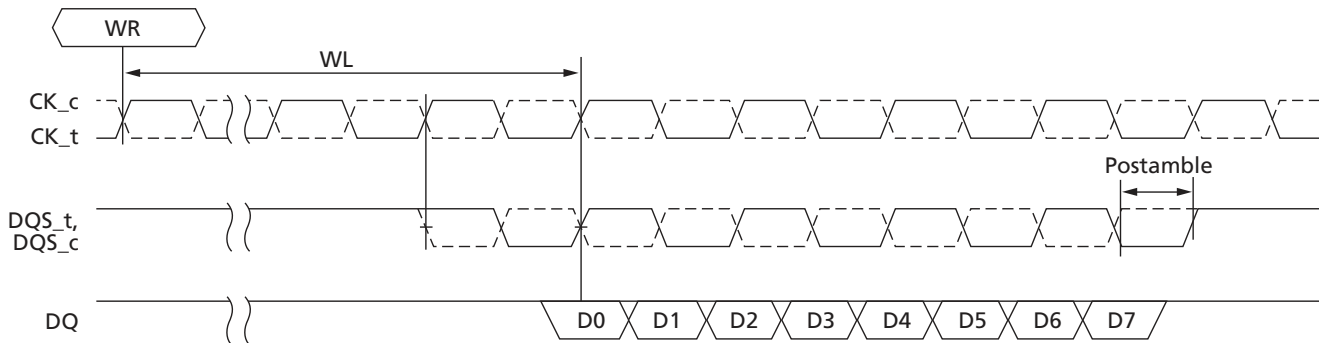 WR
WL
CK_c
CK_t
Postamble
DQS_t,
DQS_c
DQ
D0 D1 D2 D3 D4 D5 D6 D7